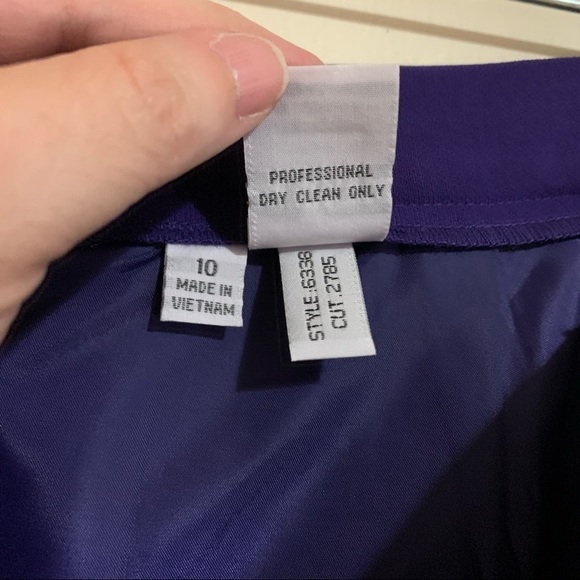 PROFESSIONAL
DRY CLEAN ONLY
10
MADE IN
VIETNAM
STYLE:6338
CUT.2785